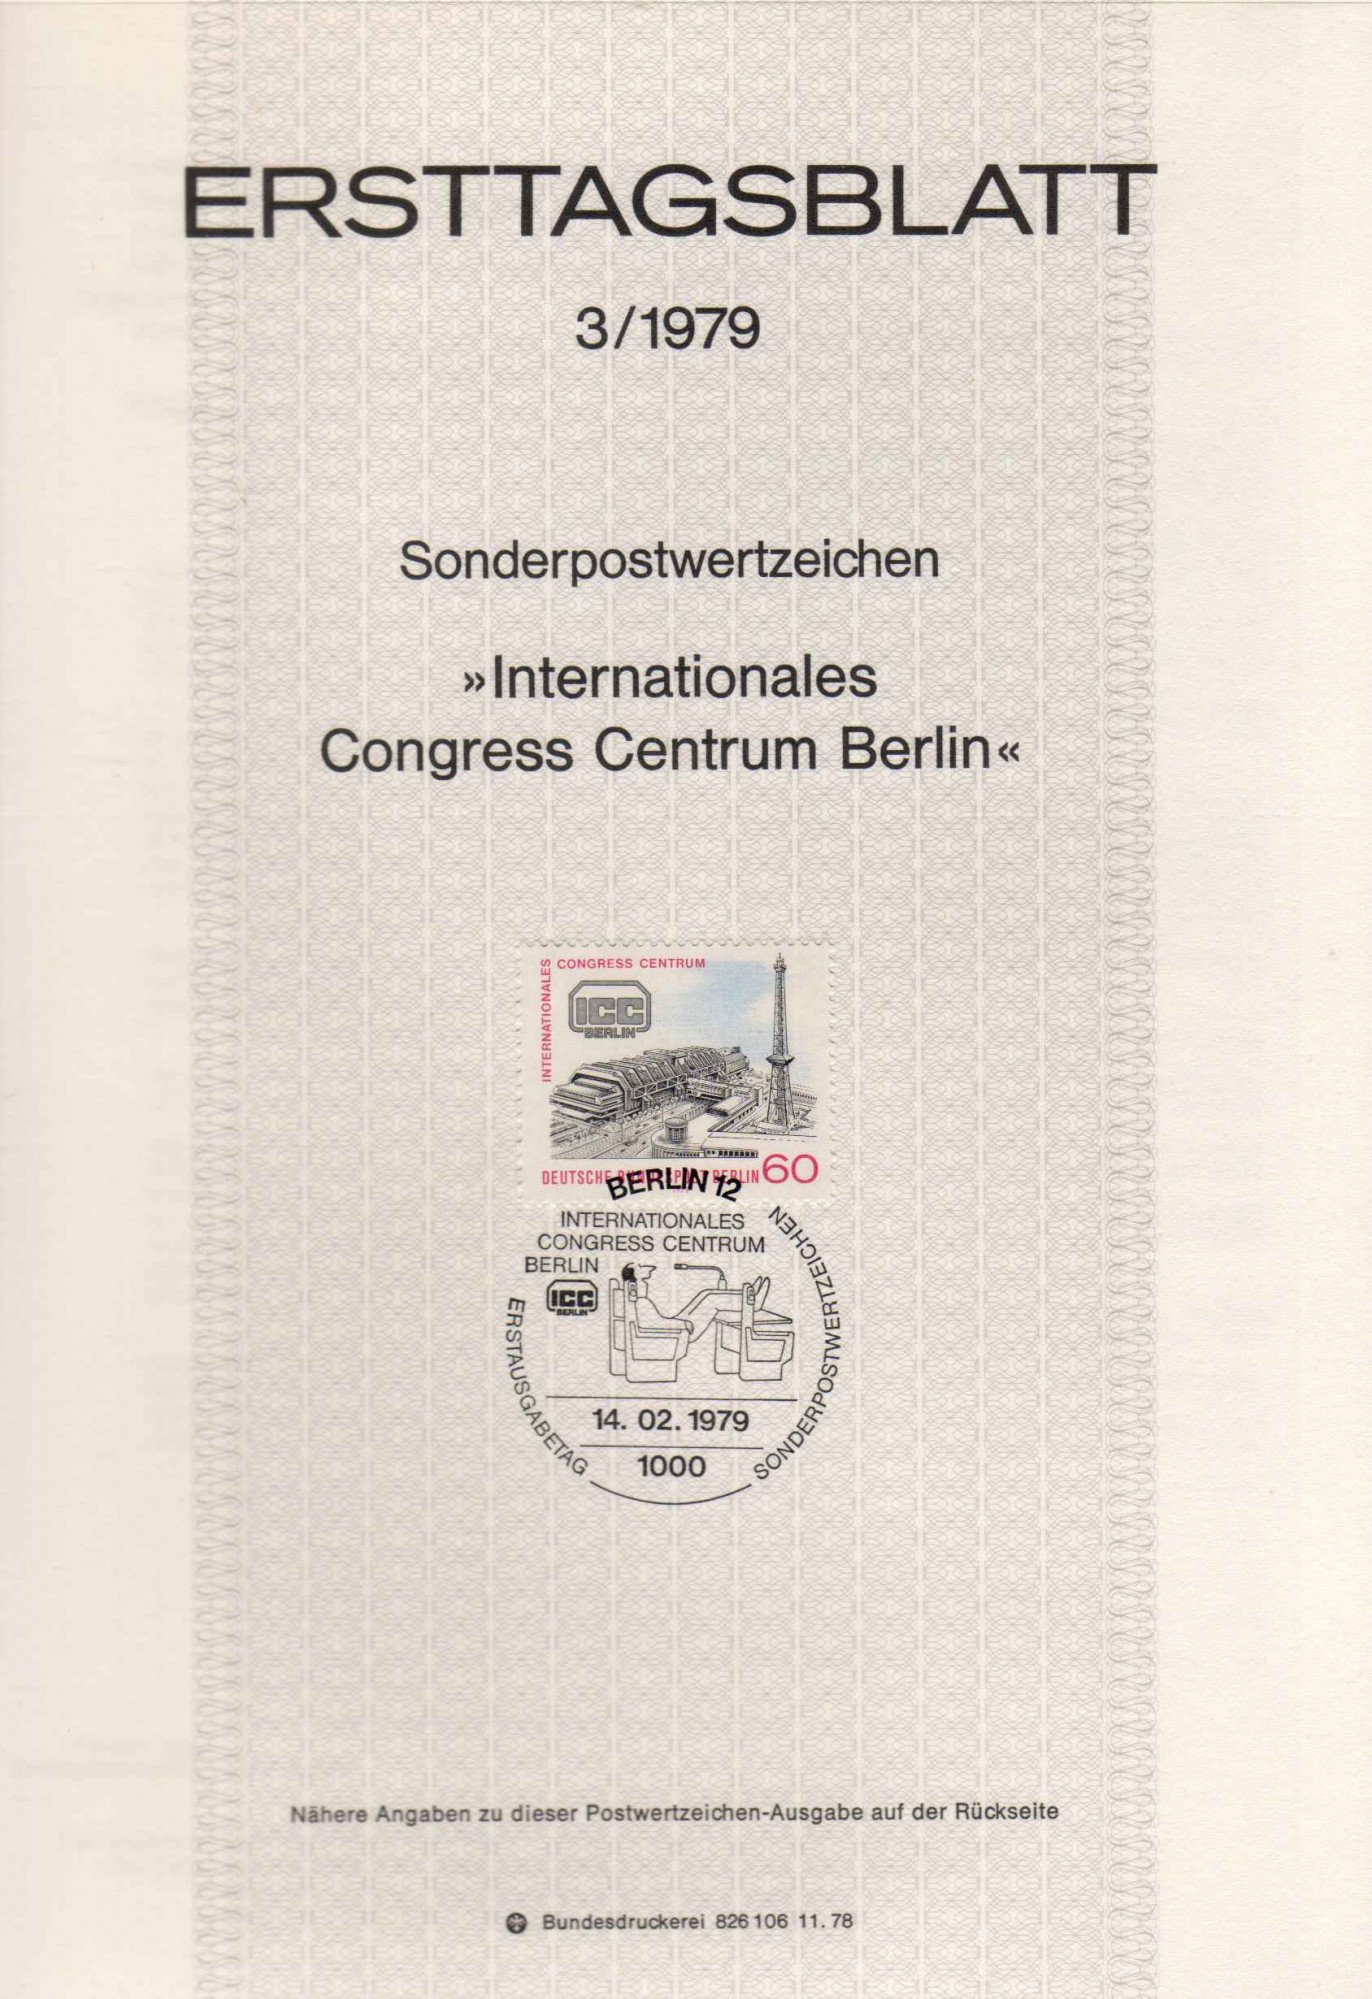 ERSTTAGSBLATT
3/1979
Sonderpostwertzeichen
»Internationales
Congress Centrum Berlin«
INTERNATIONALES
CONGRESS CENTRUM
ICC
BERLIN
DEUTSCHE BUNDESPOST BERLIN 60
BERLIN 12
INTERNATIONALES
CONGRESS CENTRUM
BERLIN
ICC
BERLIN
ERSTAUSGABETAG
SONDERPOSTWERTZEICHEN
14. 02. 1979
1000
Nähere Angaben zu dieser Postwertzeichen-Ausgabe auf der Rückseite
Bundesdruckerei 826 106 11. 78